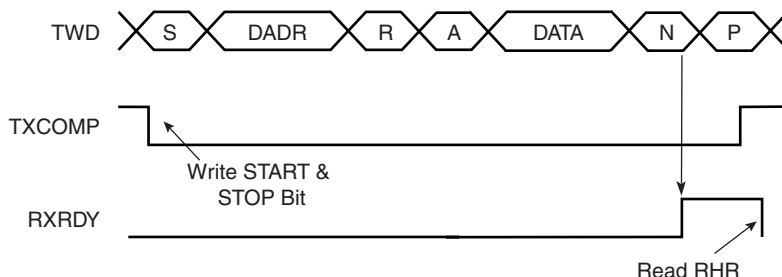 TWD S DADR R A DATA N P
TXCOMP
Write START &
STOP Bit
RXRDY
Read RHR